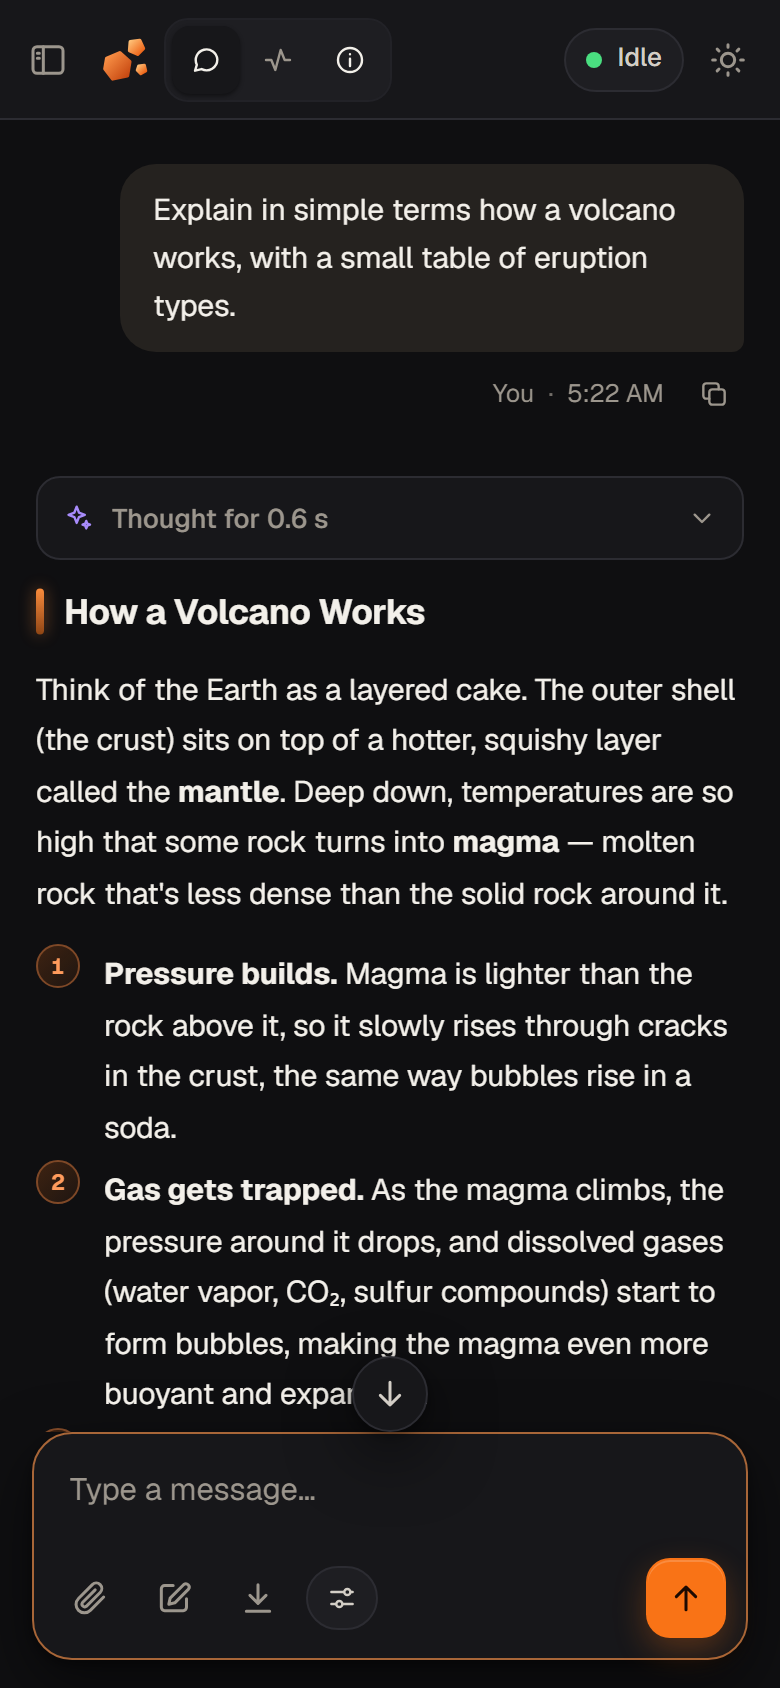 Idle
Explain in simple terms how a volcano
works, with a small table of eruption
types.
You · 5:22 AM
Thought for 0.6 s
How a Volcano Works
Think of the Earth as a layered cake. The outer shell
(the crust) sits on top of a hotter, squishy layer
called the mantle. Deep down, temperatures are so
high that some rock turns into magma — molten
rock that's less dense than the solid rock around it.
1 Pressure builds. Magma is lighter than the
rock above it, so it slowly rises through cracks
in the crust, the same way bubbles rise in a
soda.
2 Gas gets trapped. As the magma climbs, the
pressure around it drops, and dissolved gases
(water vapor, CO₂, sulfur compounds) start to
form bubbles, making the magma even more
buoyant and
Type a message...